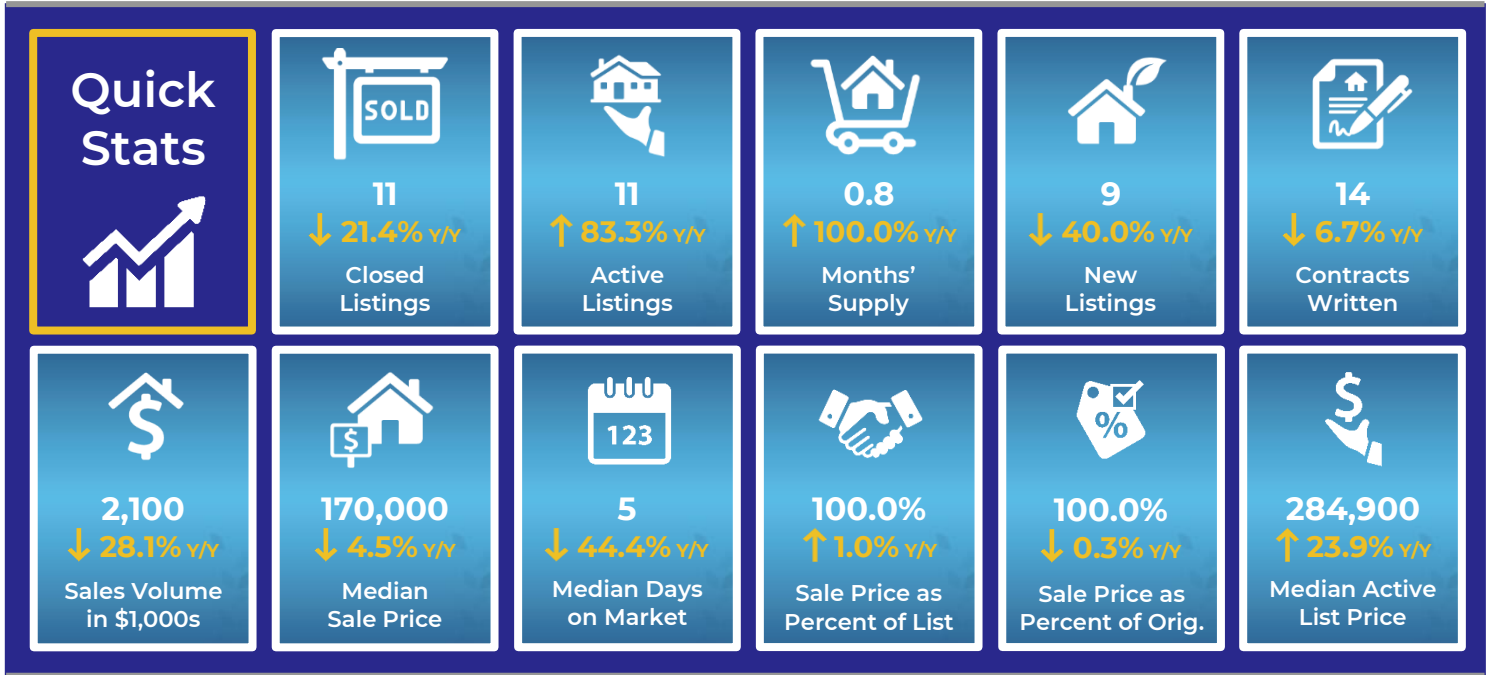 Quick
Stats
SOLD
11
↓ 21.4% Y/Y
Closed
Listings
11
↑ 83.3% Y/Y
Active
Listings
0.8
↑ 100.0% Y/Y
Months’
Supply
9
↓ 40.0% Y/Y
New
Listings
14
↓ 6.7% Y/Y
Contracts
Written
$
2,100
↓ 28.1% Y/Y
Sales Volume
in $1,000s
$
170,000
↓ 4.5% Y/Y
Median
Sale Price
123
5
↓ 44.4% Y/Y
Median Days
on Market
100.0%
↑ 1.0% Y/Y
Sale Price as
Percent of List
%
100.0%
↓ 0.3% Y/Y
Sale Price as
Percent of Orig.
$
284,900
↑ 23.9% Y/Y
Median Active
List Price